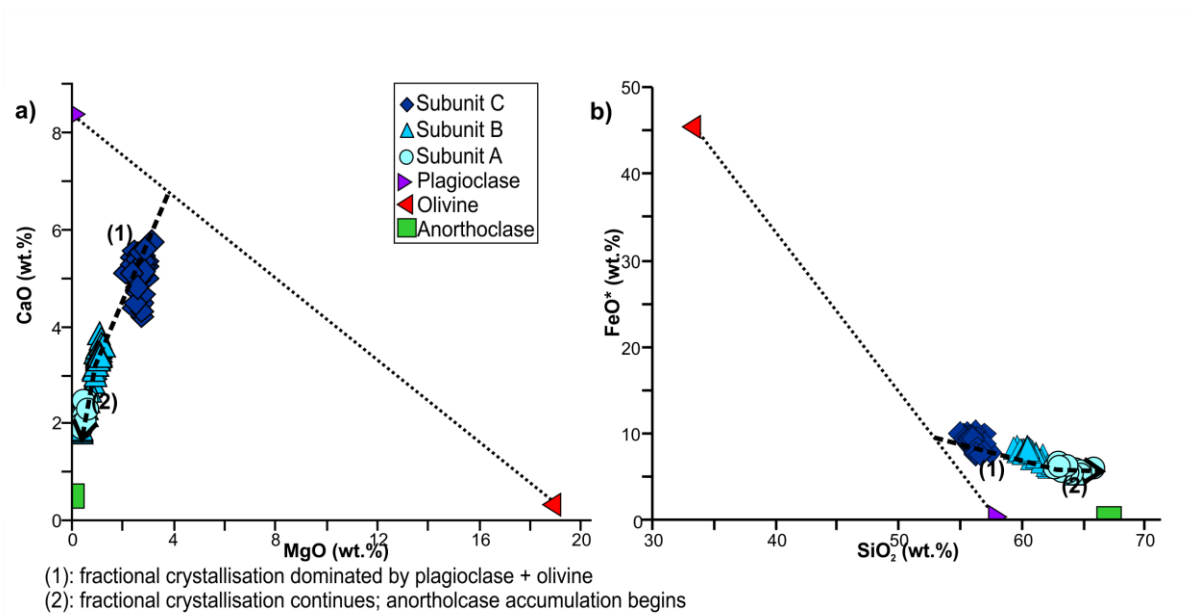 a)
Subunit C
Subunit B
Subunit A
Plagioclase
Olivine
Anorthoclase
8
6
4
2
0
CaO (wt.%)
(1)
(2)
0 4 8 12 16 20
MgO (wt.%)
b)
50
40
30
20
10
0
FeO* (wt.%)
(1)
(2)
30 40 50 60 70
SiO₂ (wt.%)
(1): fractional crystallisation dominated by plagioclase + olivine
(2): fractional crystallisation continues; anortholcase accumulation begins